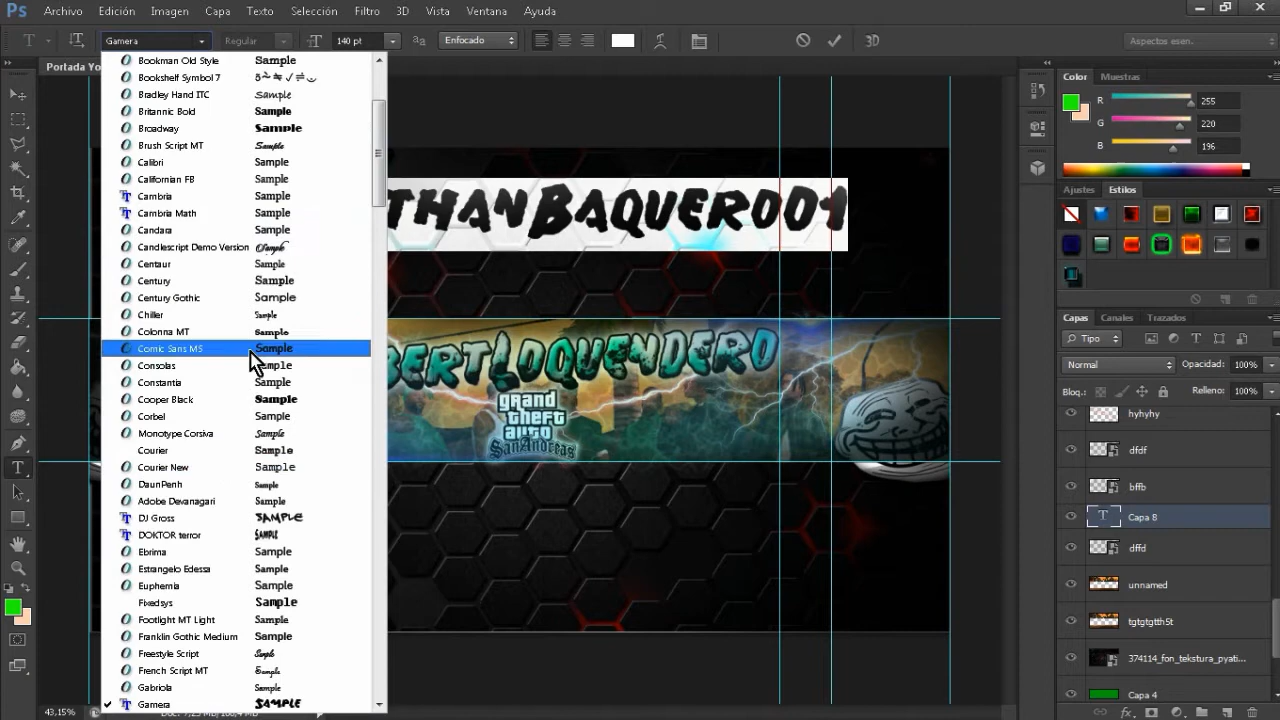 Ps Archivo Edición Imagen Capa Texto Selección Filtro 3D Vista Ventana Ayuda
T Gamera Regular 140 pt aa Enfocado 3D Aspectos esen.
Portada Yo
Bookman Old Style Sample
Bookshelf Symbol 7
Bradley Hand ITC Sample
Britannic Bold Sample
Broadway Sample
Brush Script MT Sample
Calibri Sample
Californian FB Sample
Cambria Sample
Cambria Math Sample
Candara Sample
Candlescript Demo Version Sample
Centaur Sample
Century Sample
Century Gothic Sample
Chiller Sample
Colonna MT Sample
Comic Sans MS Sample
Consolas Sample
Constantia Sample
Cooper Black Sample
Corbel Sample
Monotype Corsiva Sample
Courier Sample
Courier New Sample
DaunPenh Sample
Adobe Devanagari Sample
DJ Gross SAMPLE
DOKTOR terror SAMPLE
Ebrima Sample
Estrangelo Edessa Sample
Euphemia Sample
Fixedsys Sample
Footlight MT Light Sample
Franklin Gothic Medium Sample
Freestyle Script Sample
French Script MT Sample
Gabriola Sample
Gamera SAMPLE
THANBAQUERO001
BERTLOQUENDERO
grand
theft
auto
SanAndreas
Color Muestras
R 255
G 220
B 196
Ajustes Estilos
Capas Canales Trazados
Tipo
Normal Opacidad: 100%
Bloq.: Relleno: 100%
hyhyhy
dfdf
bffb
T Capa 8
dffd
unnamed
tgtgtgtthSt
374114_fon_tekstura_pyati...
Capa 4
43,15%